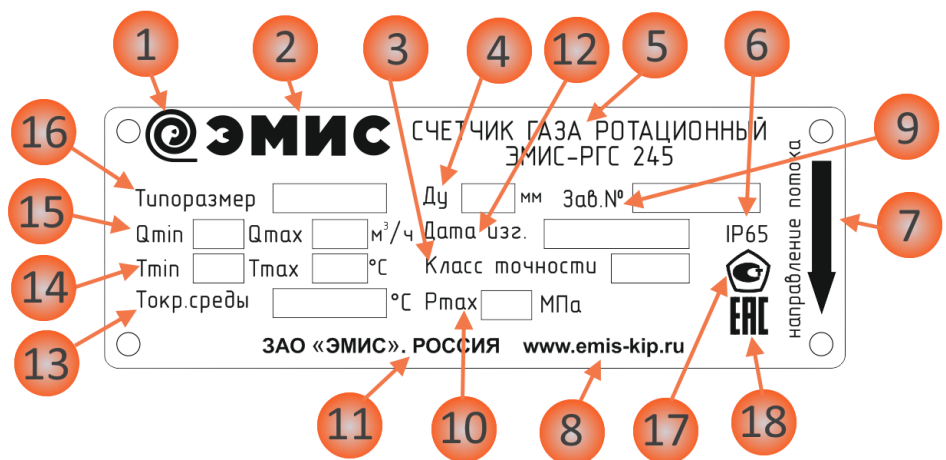 1 2 3 4 12 5 6
16 ЭМИС СЧЕТЧИК ГАЗА РОТАЦИОННЫЙ 9
ЭМИС-РГС 245
Типоразмер Ду мм Зав.№
15 Qmin Qmax м³/ч Дата изг. IP65 направление потока 7
14 Tmin Tmax °C Класс точности
13 Токр.среды °C Pmax МПа ЕАС
ЗАО «ЭМИС». РОССИЯ www.emis-kip.ru
11 10 8 17 18